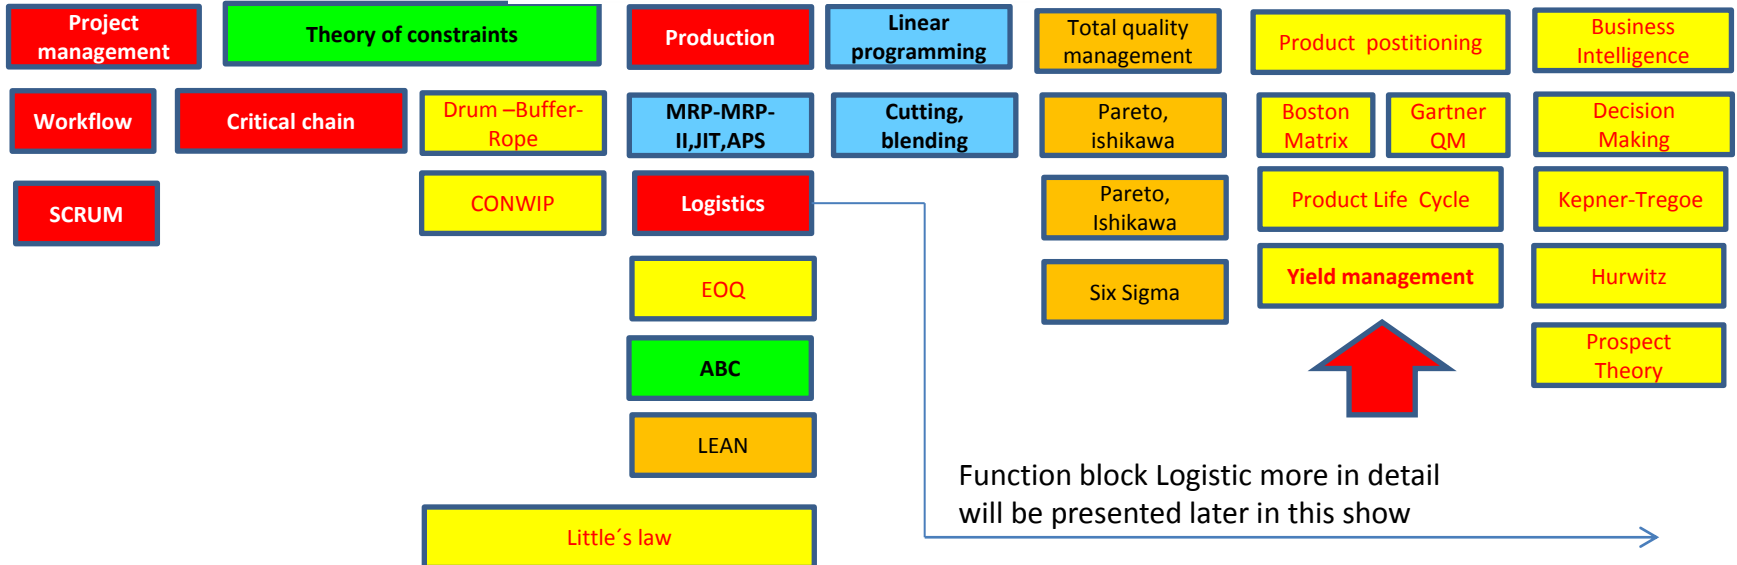 Project
management
Theory of constraints
Production
Linear
programming
Total quality
management
Product  postitioning
Business
Intelligence
Workflow
Critical chain
Drum –Buffer-
Rope
MRP-MRP-
II,JIT,APS
Cutting,
blending
Pareto,
ishikawa
Boston
Matrix
Gartner
QM
Decision
Making
SCRUM
CONWIP
Logistics
Pareto,
Ishikawa
Product Life  Cycle
Kepner-Tregoe
EOQ
Six Sigma
Yield management
Hurwitz
ABC
Prospect
Theory
LEAN
Function block Logistic more in detail
will be presented later in this show
Little´s law